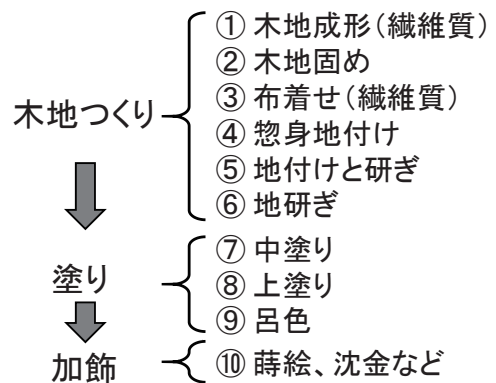 木地つくり
① 木地成形（繊維質）
② 木地固め
③ 布着せ（繊維質）
④ 惣身地付け
⑤ 地付けと研ぎ
⑥ 地研ぎ
塗り
⑦ 中塗り
⑧ 上塗り
⑨ 呂色
加飾
⑩ 蒔絵、沈金など